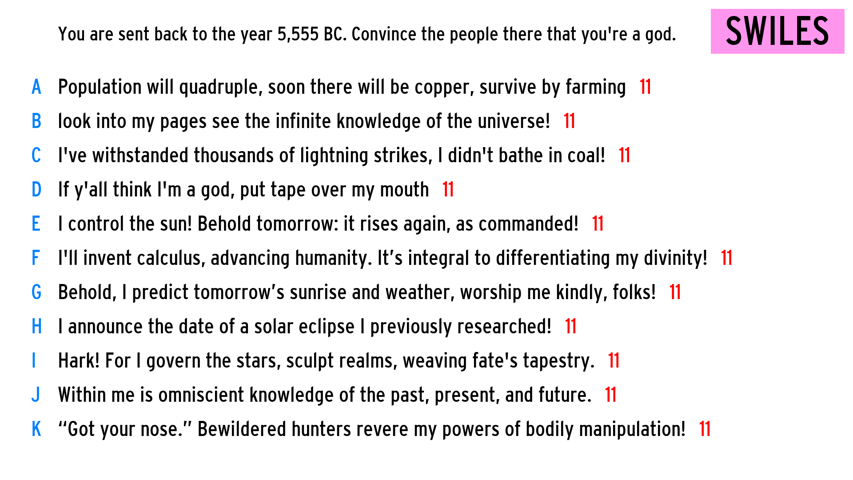 You are sent back to the year 5,555 BC. Convince the people there that you're a god.
SWILES
A Population will quadruple, soon there will be copper, survive by farming 11
B look into my pages see the infinite knowledge of the universe! 11
C I've withstanded thousands of lightning strikes, I didn't bathe in coal! 11
D If y'all think I'm a god, put tape over my mouth 11
E I control the sun! Behold tomorrow: it rises again, as commanded! 11
F I'll invent calculus, advancing humanity. It’s integral to differentiating my divinity! 11
G Behold, I predict tomorrow’s sunrise and weather, worship me kindly, folks! 11
H I announce the date of a solar eclipse I previously researched! 11
I Hark! For I govern the stars, sculpt realms, weaving fate's tapestry. 11
J Within me is omniscient knowledge of the past, present, and future. 11
K “Got your nose.” Bewildered hunters revere my powers of bodily manipulation! 11